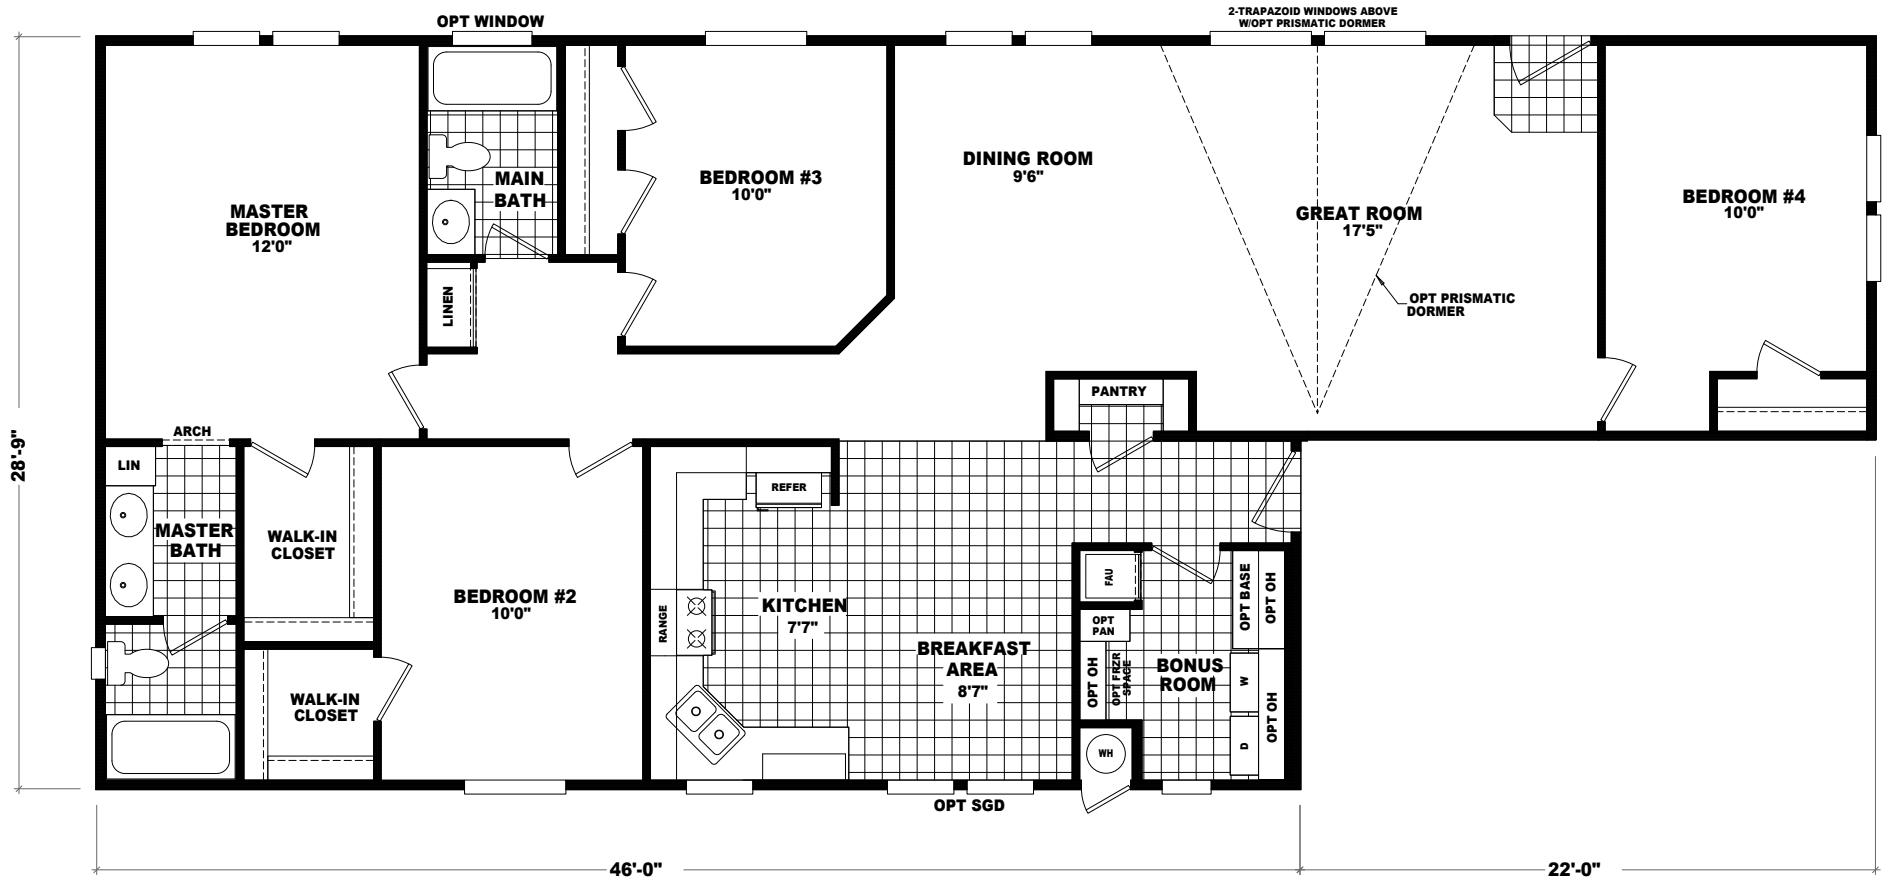 OPT WINDOW
2-TRAPAZOID WINDOWS ABOVE
W/OPT PRISMATIC DORMER
MASTER
BEDROOM
12'0"
MAIN
BATH
LINEN
BEDROOM #3
10'0"
DINING ROOM
9'6"
GREAT ROOM
17'5"
OPT PRISMATIC
DORMER
BEDROOM #4
10'0"
PANTRY
28'-9"
ARCH
LIN
MASTER
BATH
WALK-IN
CLOSET
WALK-IN
CLOSET
BEDROOM #2
10'0"
REFER
RANGE
KITCHEN
7'7"
BREAKFAST
AREA
8'7"
FAU
OPT
PAN
OPT OH
OPT FRZR
SPACE
BONUS
ROOM
OPT BASE
OPT OH
W
D
OPT OH
WH
OPT SGD
46'-0"
22'-0"